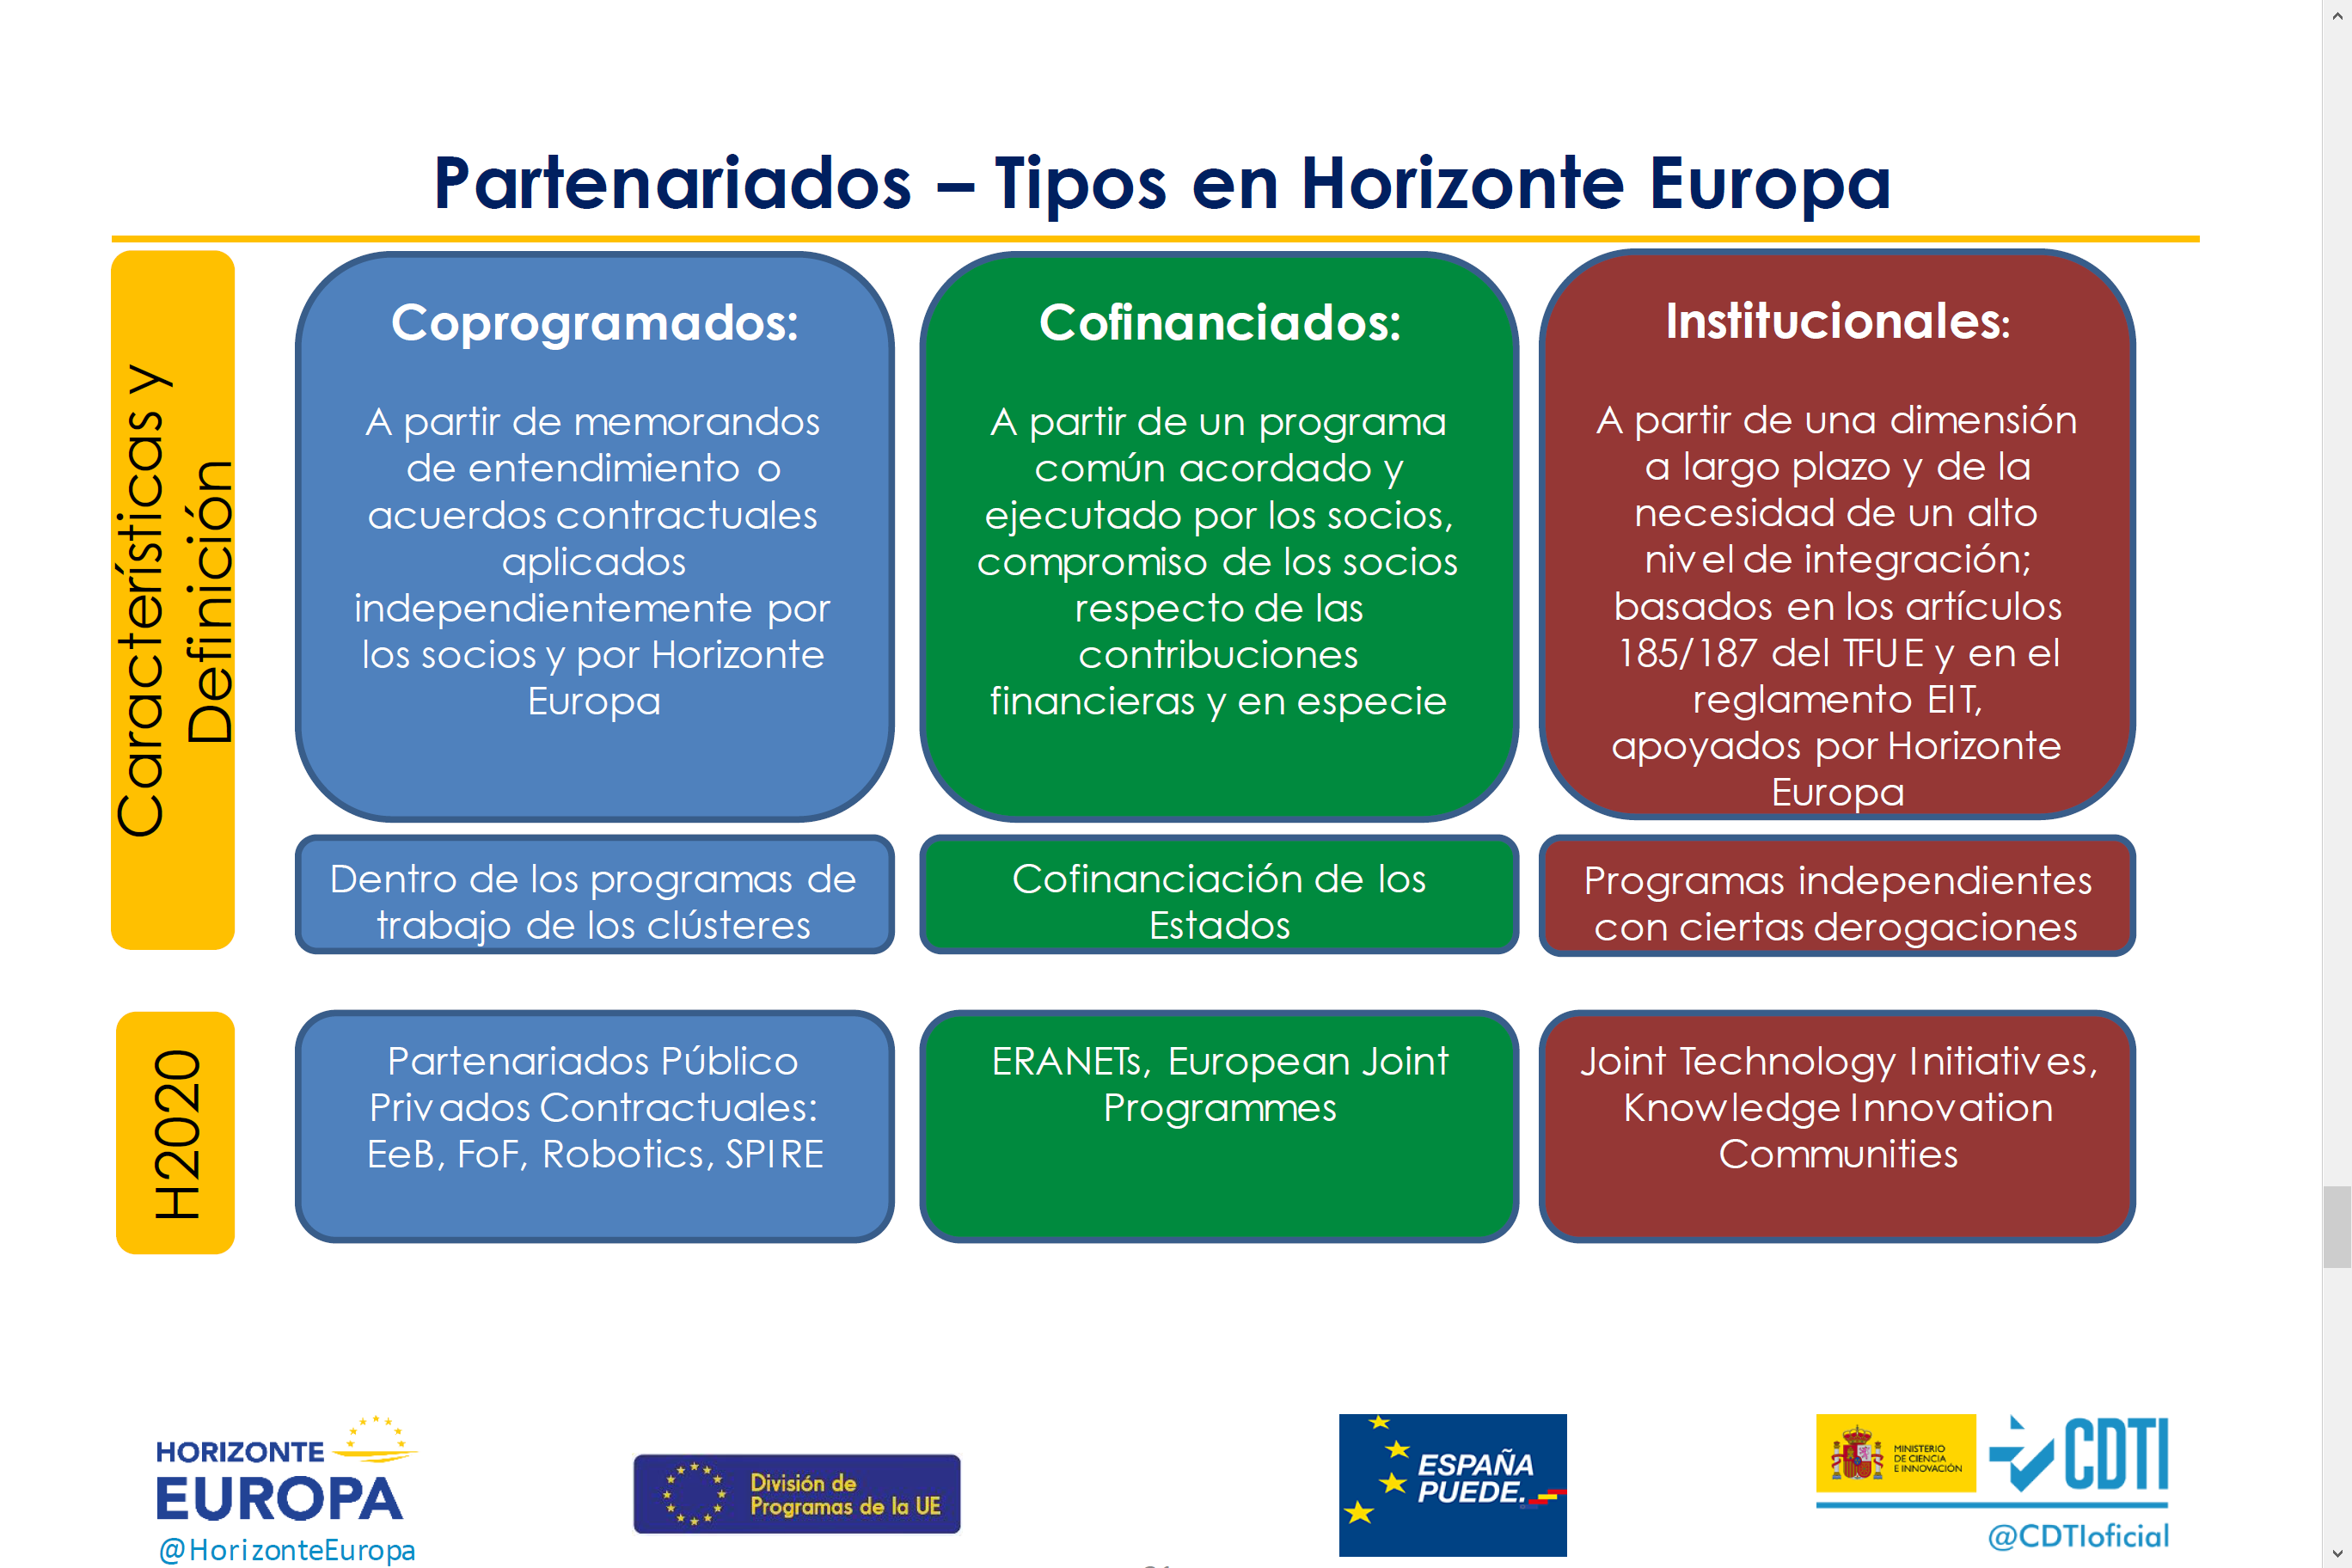 Partenariados – Tipos en Horizonte Europa
Características y
Definición
Coprogramados:
A partir de memorandos
de entendimiento o
acuerdos contractuales
aplicados
independientemente por
los socios y por Horizonte
Europa
Cofinanciados:
A partir de un programa
común acordado y
ejecutado por los socios,
compromiso de los socios
respecto de las
contribuciones
financieras y en especie
Institucionales:
A partir de una dimensión
a largo plazo y de la
necesidad de un alto
nivel de integración;
basados en los artículos
185/187 del TFUE y en el
reglamento EIT,
apoyados por Horizonte
Europa
Dentro de los programas de
trabajo de los clústeres
Cofinanciación de los
Estados
Programas independientes
con ciertas derogaciones
H2020
Partenariados Público
Privados Contractuales:
EeB, FoF, Robotics, SPIRE
ERANETs, European Joint
Programmes
Joint Technology Initiatives,
Knowledge Innovation
Communities
HORIZONTE
EUROPA
@HorizonteEuropa
División de
Programas de la UE
ESPAÑA
PUEDE.
MINISTERIO
DE CIENCIA
E INNOVACIÓN
CDTI
@CDTIoficial